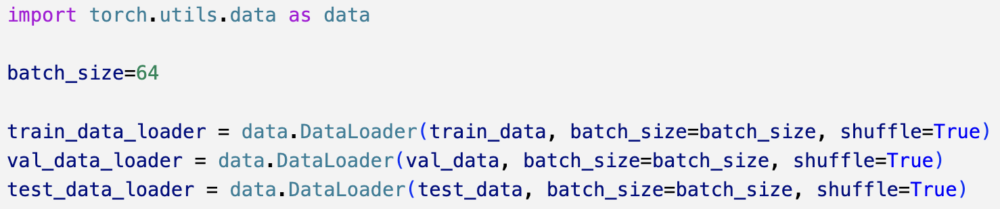 import torch.utils.data as data
batch_size=64
train_data_loader = data.DataLoader(train_data, batch_size=batch_size, shuffle=True)
val_data_loader = data.DataLoader(val_data, batch_size=batch_size, shuffle=True)
test_data_loader = data.DataLoader(test_data, batch_size=batch_size, shuffle=True)